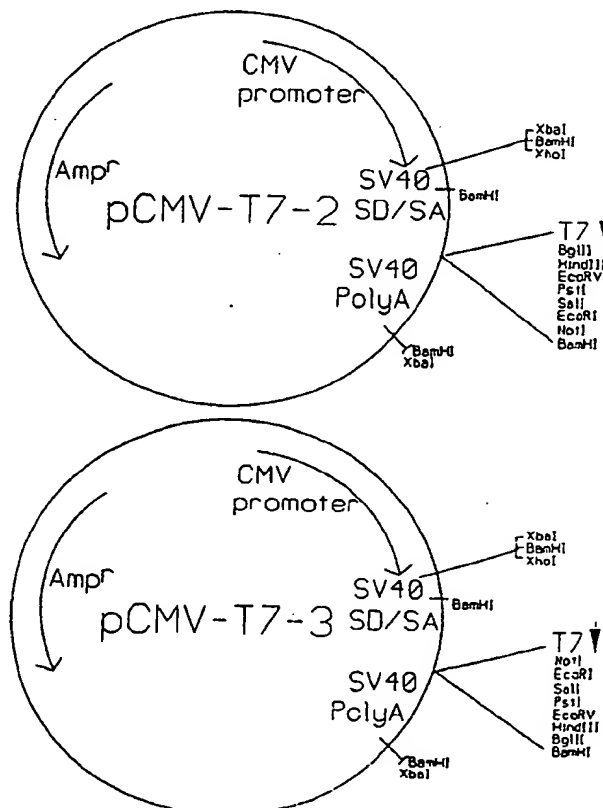 CMV
promoter
XbaI
BamHI
XhoI
Ampr
SV40
BamHI
pCMV-T7-2
SD/SA
T7
BglII
HindIII
EcoRV
PstI
SalI
EcoRI
NotI
BamHI
SV40
PolyA
BamHI
XbaI
CMV
promoter
XbaI
BamHI
XhoI
Ampr
SV40
BamHI
pCMV-T7-3
SD/SA
T7
NotI
EcoRI
SalI
PstI
EcoRV
HindIII
BglII
BamHI
SV40
PolyA
BamHI
XbaI